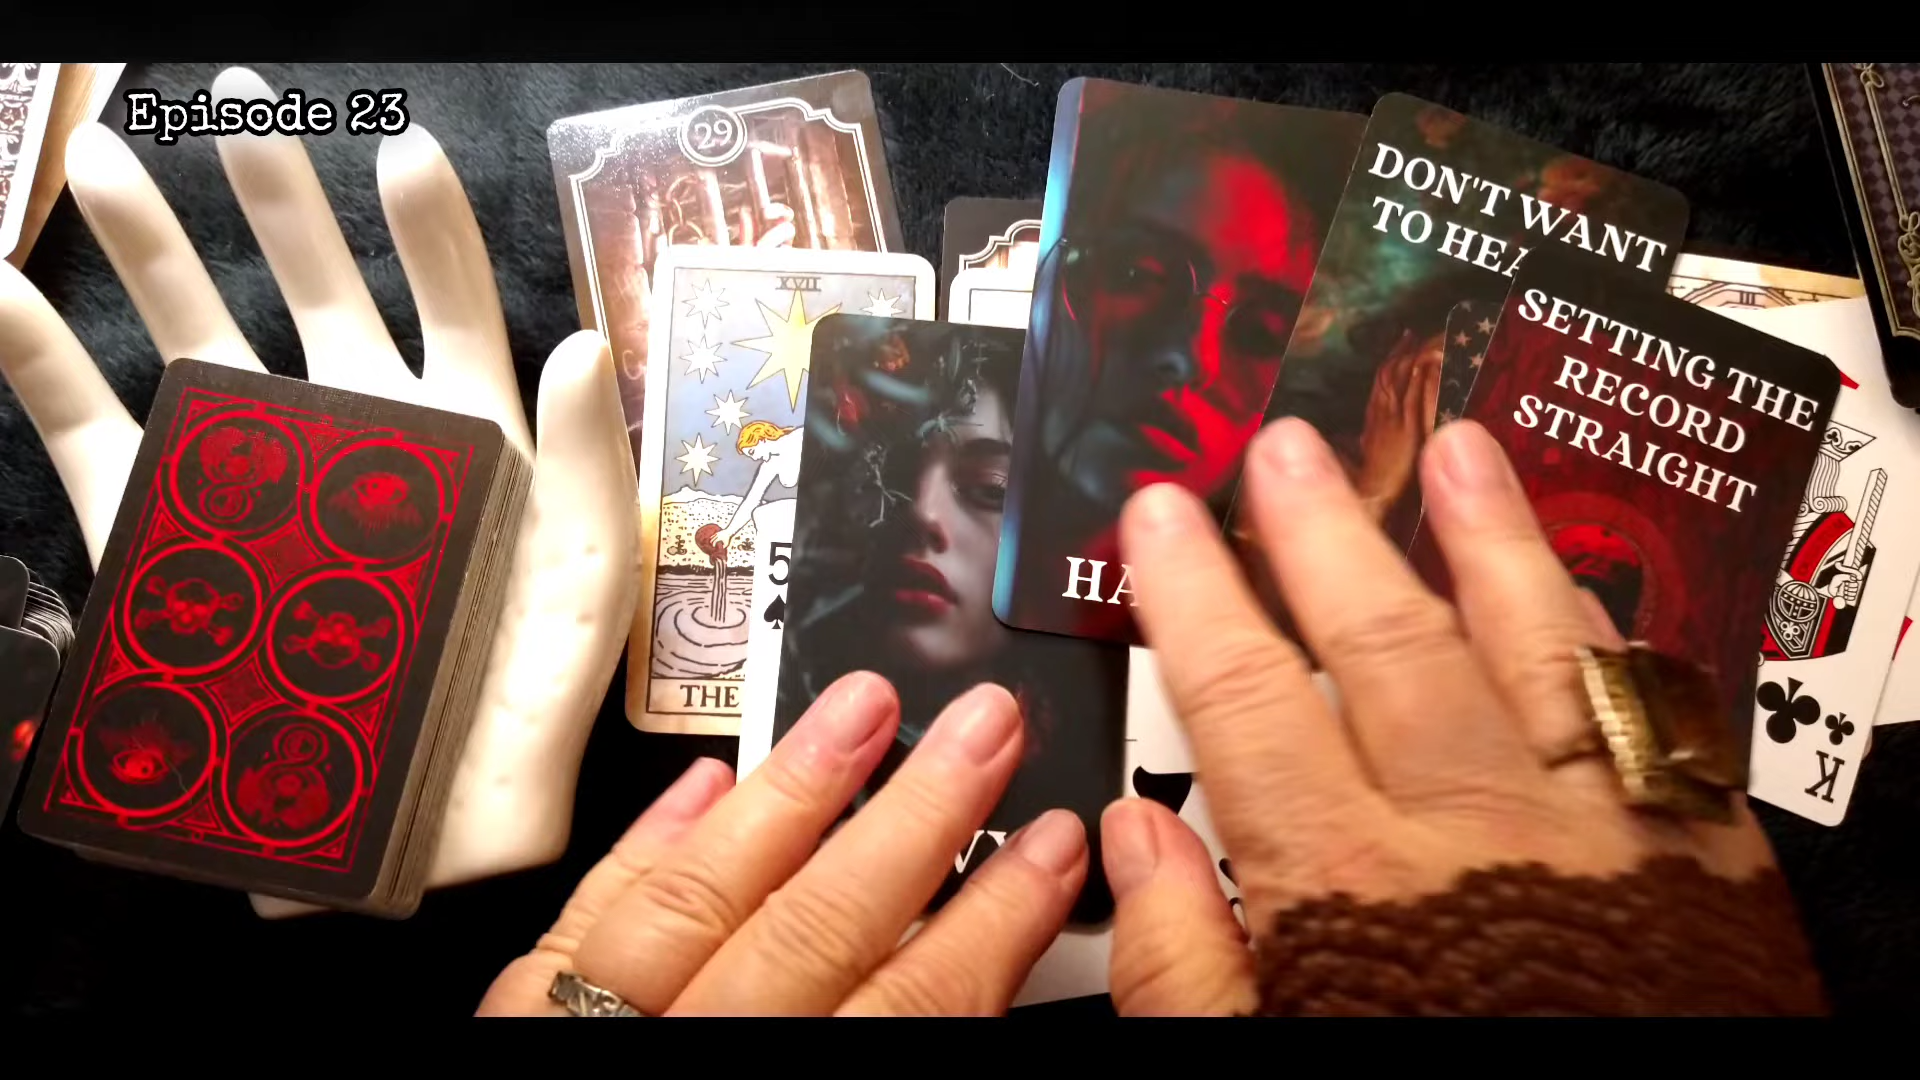 Episode 23
29
XVII
THE
5
DON'T WANT
TO HEA
SETTING THE
RECORD
STRAIGHT
HA
K